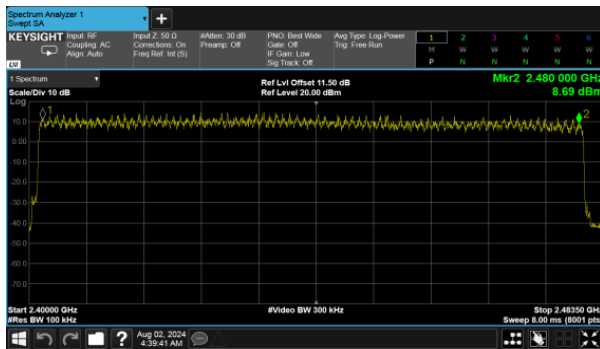 Spectrum Analyzer 1
Swept SA
+
KEYSIGHT Input: RF Input Z: 50 Ω #Atten: 30 dB PNO: Best Wide Avg Type: Log-Power 1 2 3 4 5 6
Coupling: AC Corrections: On Preamp: Off Gate: Off Trig: Free Run M W W W W W
Align: Auto Freq Ref: Int (S) IF Gain: Low P N N N N N
Sig Track: Off
LXI
1 Spectrum Ref Lvl Offset 11.50 dB Mkr2 2.480 000 GHz
Scale/Div 10 dB Ref Level 20.00 dBm 8.69 dBm
Log
1 2
10.0
0.00
-10.0
-20.0
-30.0
-40.0
-50.0
-60.0
-70.0
Start 2.40000 GHz #Video BW 300 kHz Stop 2.48350 GHz
#Res BW 100 kHz Sweep 8.00 ms (8001 pts)
? Aug 02, 2024
4:39:41 AM